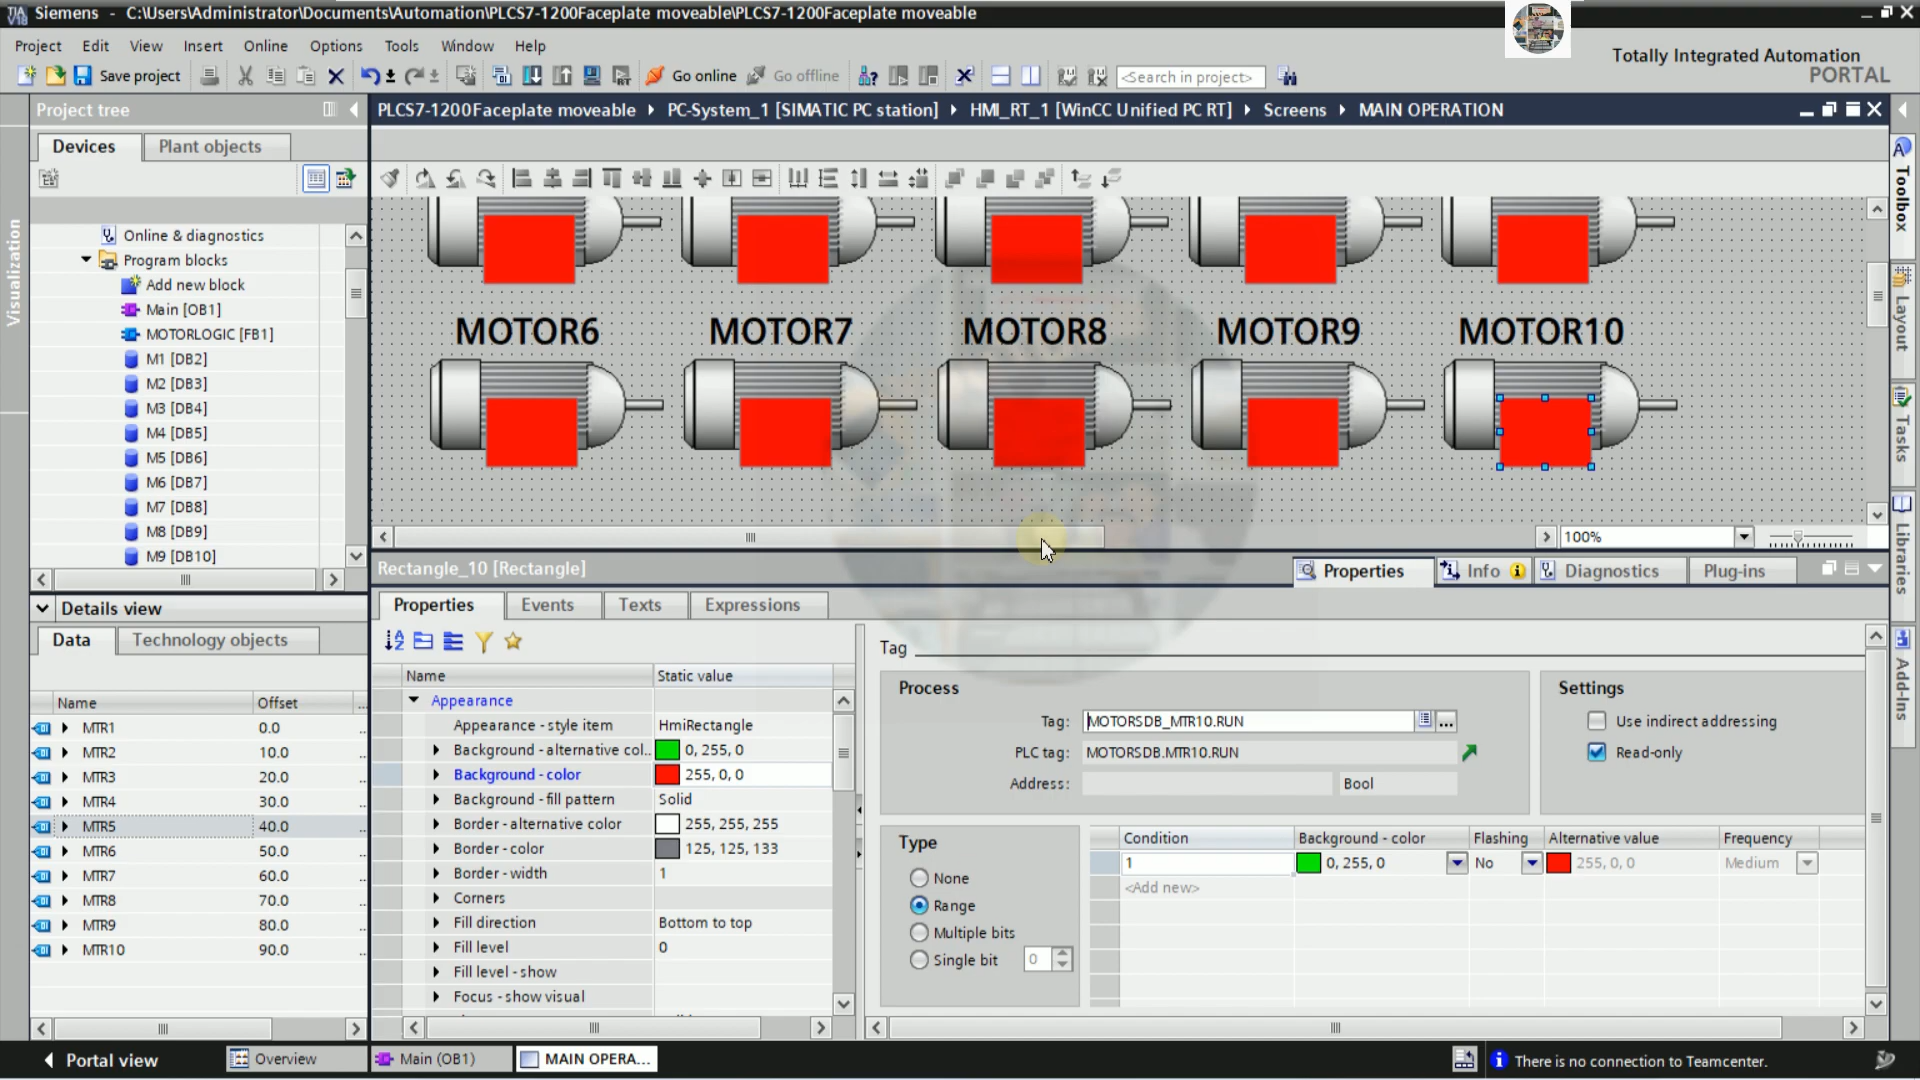 Siemens - C:\Users\Administrator\Documents\Automation\PLCS7-1200Faceplate moveable\PLCS7-1200Faceplate moveable
Project Edit View Insert Online Options Tools Window Help
Totally Integrated Automation
PORTAL
Save project Go online Go offline <Search in project>
Project tree
PLCS7-1200Faceplate moveable PC-System_1 [SIMATIC PC station] HMI_RT_1 [WinCC Unified PC RT] Screens MAIN OPERATION
Devices Plant objects
Visualization
Online & diagnostics
Program blocks
Add new block
Main [OB1]
MOTORLOGIC [FB1]
M1 [DB2]
M2 [DB3]
M3 [DB4]
M4 [DB5]
M5 [DB6]
M6 [DB7]
M7 [DB8]
M8 [DB9]
M9 [DB10]
MOTOR6 MOTOR7 MOTOR8 MOTOR9 MOTOR10
100%
Toolbox
Layout
Tasks
Libraries
Add-Ins
Details view
Data Technology objects
Name Offset ...
MTR1 0.0 ..
MTR2 10.0 ..
MTR3 20.0 ..
MTR4 30.0 ..
MTR5 40.0 ..
MTR6 50.0 ..
MTR7 60.0 ..
MTR8 70.0 ..
MTR9 80.0 ..
MTR10 90.0 ..
Rectangle_10 [Rectangle]
Properties Info Diagnostics Plug-ins
Properties Events Texts Expressions
Name Static value
Appearance
Appearance - style item HmiRectangle
Background - alternative col... 0, 255, 0
Background - color 255, 0, 0
Background - fill pattern Solid
Border - alternative color 255, 255, 255
Border - color 125, 125, 133
Border - width 1
Corners
Fill direction Bottom to top
Fill level 0
Fill level - show
Focus - show visual
Tag
Process
Tag: MOTORSDB_MTR10.RUN ...
PLC tag: MOTORSDB.MTR10.RUN
Address: Bool
Settings
Use indirect addressing
Read-only
Type
None
Range
Multiple bits
Single bit 0
Condition Background - color Flashing Alternative value Frequency
1 0, 255, 0 No 255, 0, 0 Medium
<Add new>
Portal view Overview Main (OB1) MAIN OPERA... There is no connection to Teamcenter.